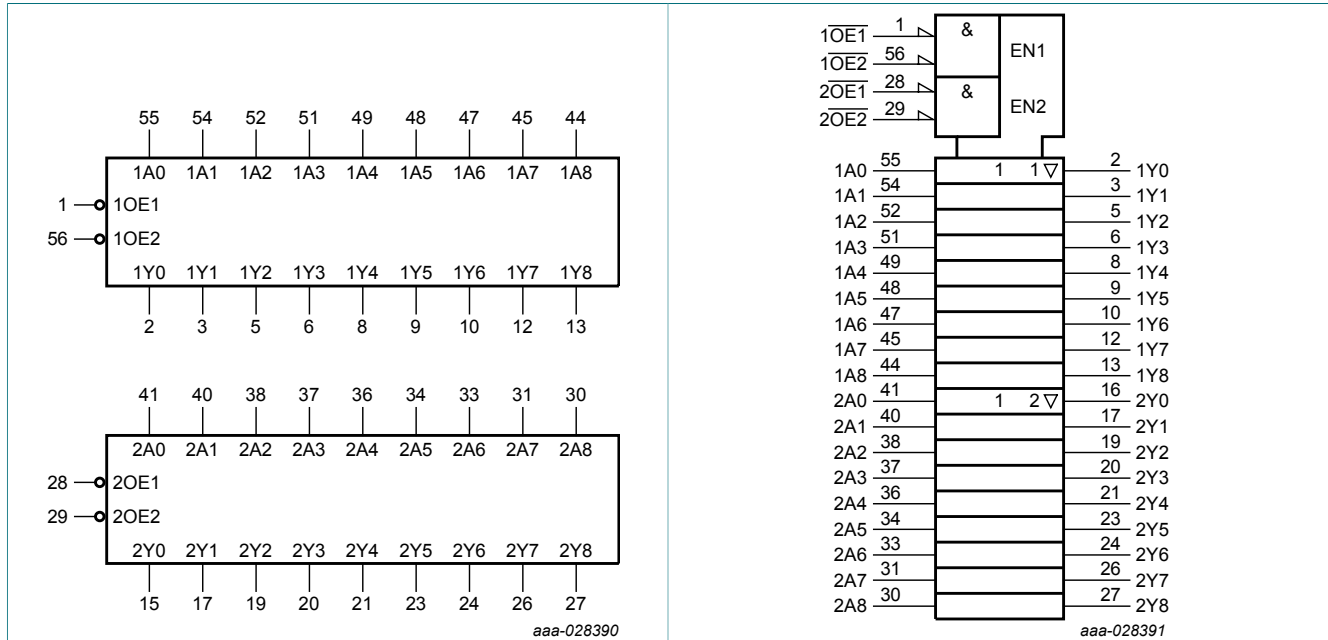 55 54 52 51 49 48 47 45 44
1A0 1A1 1A2 1A3 1A4 1A5 1A6 1A7 1A8
1 1OE1
56 1OE2
1Y0 1Y1 1Y2 1Y3 1Y4 1Y5 1Y6 1Y7 1Y8
2 3 5 6 8 9 10 12 13
41 40 38 37 36 34 33 31 30
2A0 2A1 2A2 2A3 2A4 2A5 2A6 2A7 2A8
28 2OE1
29 2OE2
2Y0 2Y1 2Y2 2Y3 2Y4 2Y5 2Y6 2Y7 2Y8
15 17 19 20 21 23 24 26 27
aaa-028390
1O̅E̅1̅ 1 &
EN1
1O̅E̅2̅ 56
2O̅E̅1̅ 28 &
EN2
2O̅E̅2̅ 29
1A0 55 1 1 ▽ 2 1Y0
1A1 54 3 1Y1
1A2 52 5 1Y2
1A3 51 6 1Y3
1A4 49 8 1Y4
1A5 48 9 1Y5
1A6 47 10 1Y6
1A7 45 12 1Y7
1A8 44 13 1Y8
2A0 41 1 2 ▽ 16 2Y0
2A1 40 17 2Y1
2A2 38 19 2Y2
2A3 37 20 2Y3
2A4 36 21 2Y4
2A5 34 23 2Y5
2A6 33 24 2Y6
2A7 31 26 2Y7
2A8 30 27 2Y8
aaa-028391